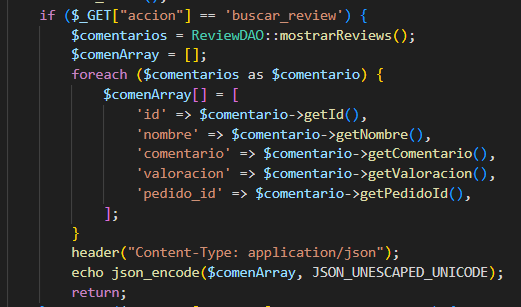 if ($_GET["accion"] == 'buscar_review') {
$comentarios = ReviewDAO::mostrarReviews();
$comenArray = [];
foreach ($comentarios as $comentario) {
$comenArray[] = [
'id' => $comentario->getId(),
'nombre' => $comentario->getNombre(),
'comentario' => $comentario->getComentario(),
'valoracion' => $comentario->getValoracion(),
'pedido_id' => $comentario->getPedidoId(),
];
}
header("Content-Type: application/json");
echo json_encode($comenArray, JSON_UNESCAPED_UNICODE);
return;